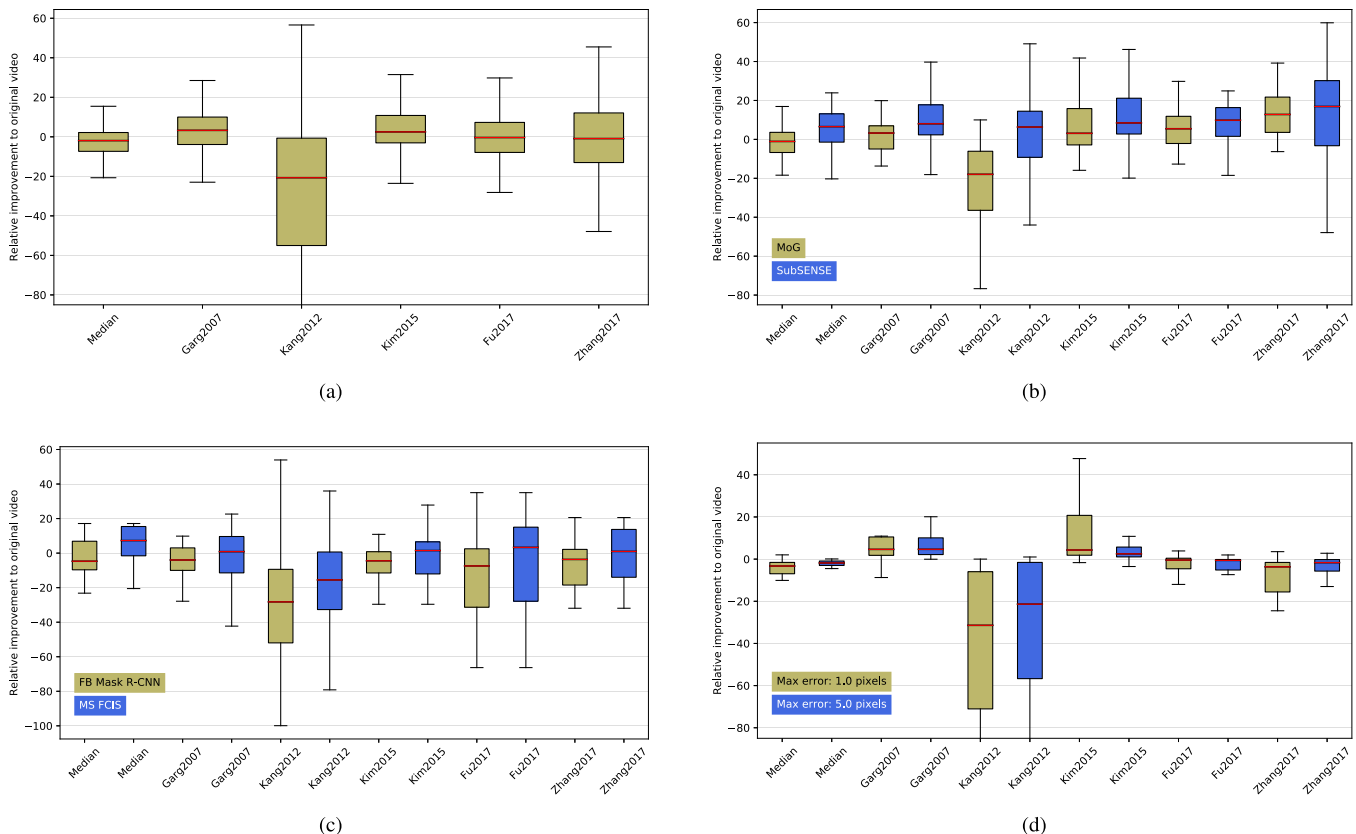 Relative improvement to original video
60
40
20
0
−20
−40
−60
−80
Median
Garg2007
Kang2012
Kim2015
Fu2017
Zhang2017
(a)
Relative improvement to original video
60
40
20
0
−20
−40
−60
−80
MoG
SubSENSE
Median
Median
Garg2007
Garg2007
Kang2012
Kang2012
Kim2015
Kim2015
Fu2017
Fu2017
Zhang2017
Zhang2017
(b)
Relative improvement to original video
60
40
20
0
−20
−40
−60
−80
−100
FB Mask R-CNN
MS FCIS
Median
Median
Garg2007
Garg2007
Kang2012
Kang2012
Kim2015
Kim2015
Fu2017
Fu2017
Zhang2017
Zhang2017
(c)
Relative improvement to original video
40
20
0
−20
−40
−60
−80
Max error: 1.0 pixels
Max error: 5.0 pixels
Median
Median
Garg2007
Garg2007
Kang2012
Kang2012
Kim2015
Kim2015
Fu2017
Fu2017
Zhang2017
Zhang2017
(d)